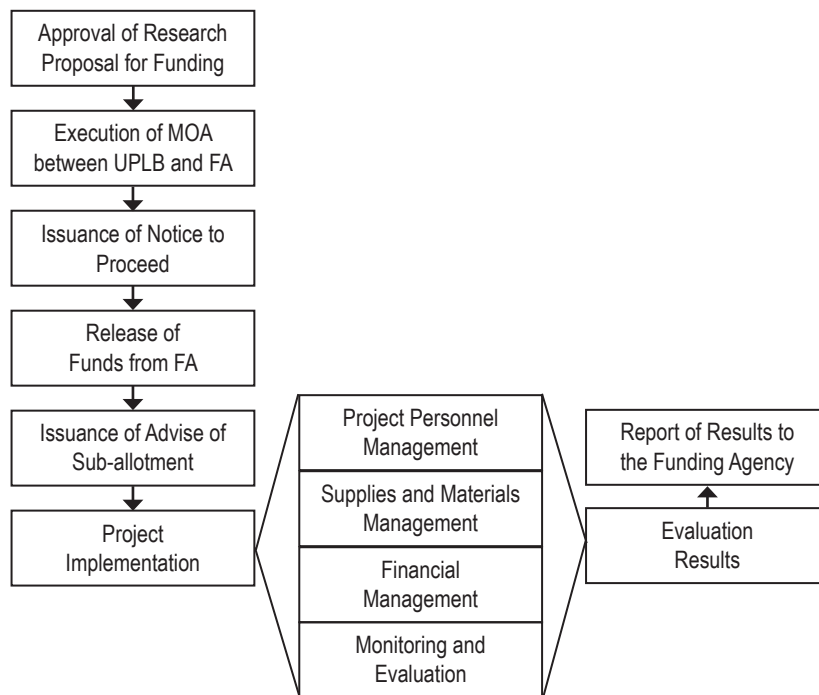 Approval of Research
Proposal for Funding
Execution of MOA
between UPLB and FA
Issuance of Notice to
Proceed
Release of
Funds from FA
Issuance of Advise of
Sub-allotment
Project
Implementation
Project Personnel
Management
Supplies and Materials
Management
Financial
Management
Monitoring and
Evaluation
Report of Results to
the Funding Agency
Evaluation
Results